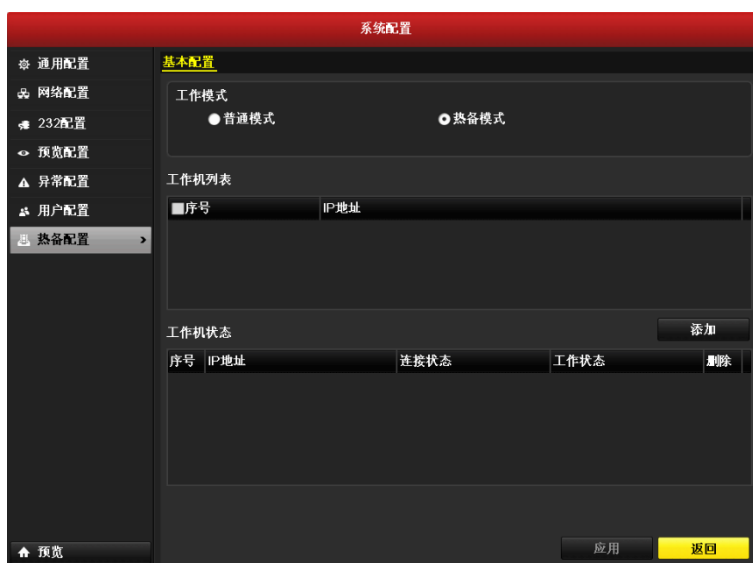 系统配置
通用配置
网络配置
232配置
预览配置
异常配置
用户配置
热备配置
预览
基本配置
工作模式
普通模式 热备模式
工作机列表
序号 IP地址
添加
工作机状态
序号 IP地址 连接状态 工作状态 删除
应用 返回